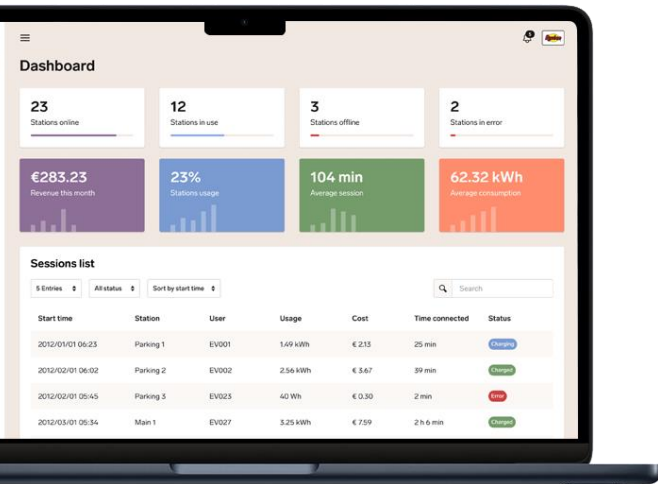 Dashboard
23
Stations online
12
Stations in use
3
Stations offline
2
Stations in error
€283.23
Revenue this month
23%
Stations usage
104 min
Average session
62.32 kWh
Average consumption
Sessions list
5 Entries
All status
Sort by start time
Search
Start time Station User Usage Cost Time connected Status
2012/01/01 06:23 Parking 1 EV001 1.49 kWh € 2.13 25 min Charging
2012/02/01 06:02 Parking 2 EV002 2.56 kWh € 3.67 39 min Charged
2012/02/01 05:45 Parking 3 EV023 40 Wh € 0.30 2 min Error
2012/03/01 05:34 Main 1 EV027 3.25 kWh € 7.59 2 h 6 min Charged